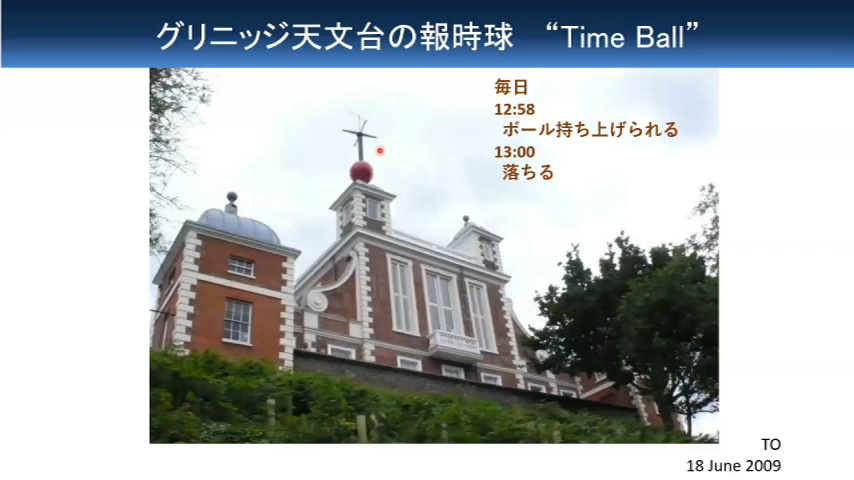 グリニッジ天文台の報時球　“Time Ball”
毎日
12:58
ボール持ち上げられる
13:00
落ちる
TO
18 June 2009